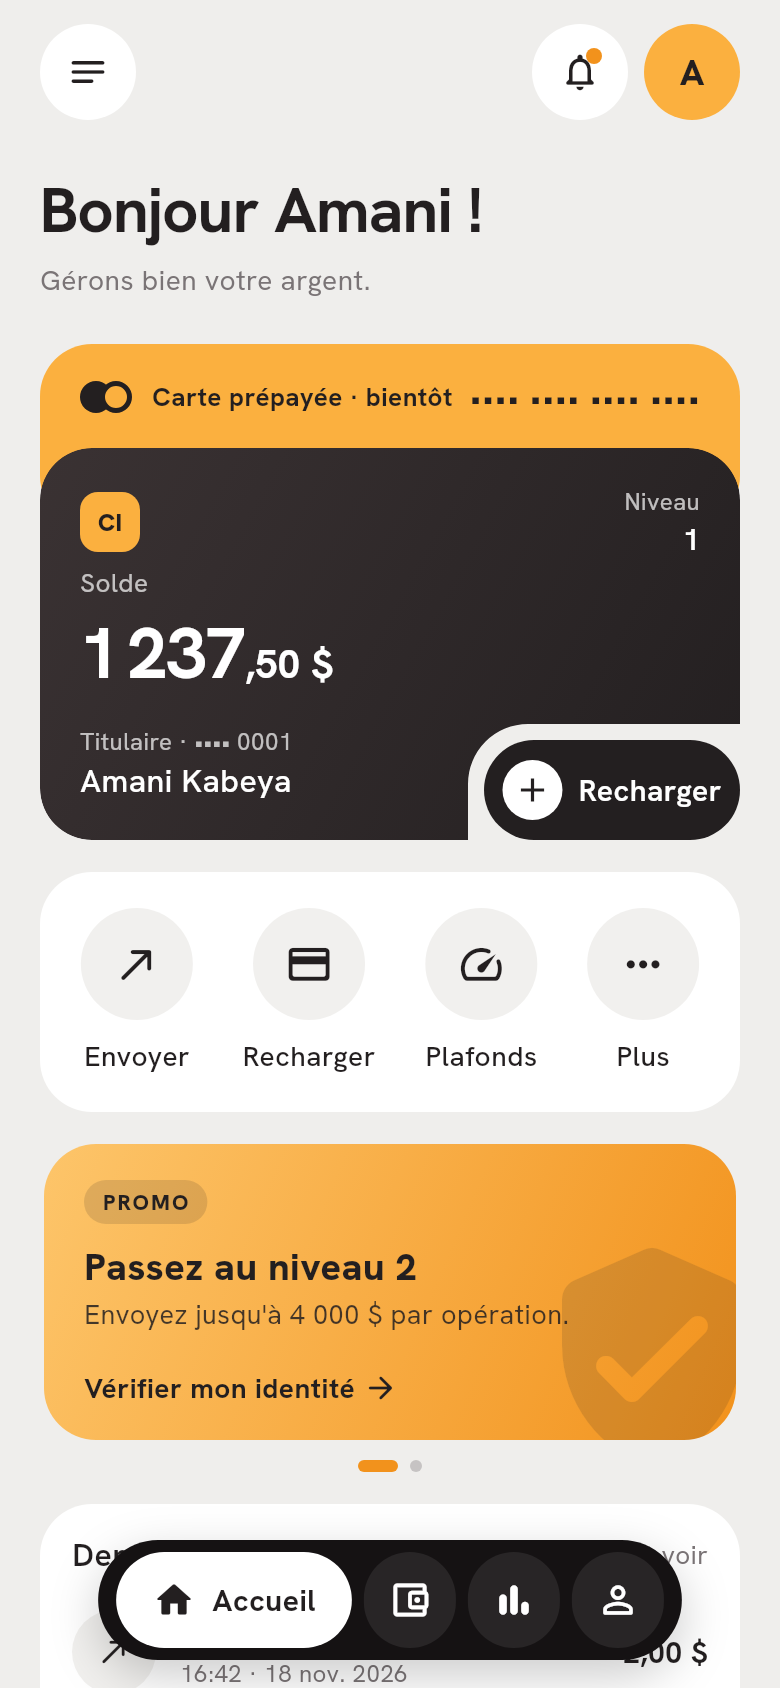 A
Bonjour Amani !
Gérons bien votre argent.
Carte prépayée · bientôt ▪▪▪▪ ▪▪▪▪ ▪▪▪▪ ▪▪▪▪
CI
Niveau
1
Solde
1 237,50 $
Titulaire · ▪▪▪▪ 0001
Amani Kabeya
Recharger
Envoyer Recharger Plafonds Plus
PROMO
Passez au niveau 2
Envoyez jusqu'à 4 000 $ par opération.
Vérifier mon identité
voir
Accueil
16:42 · 18 nov. 2026
2,00 $